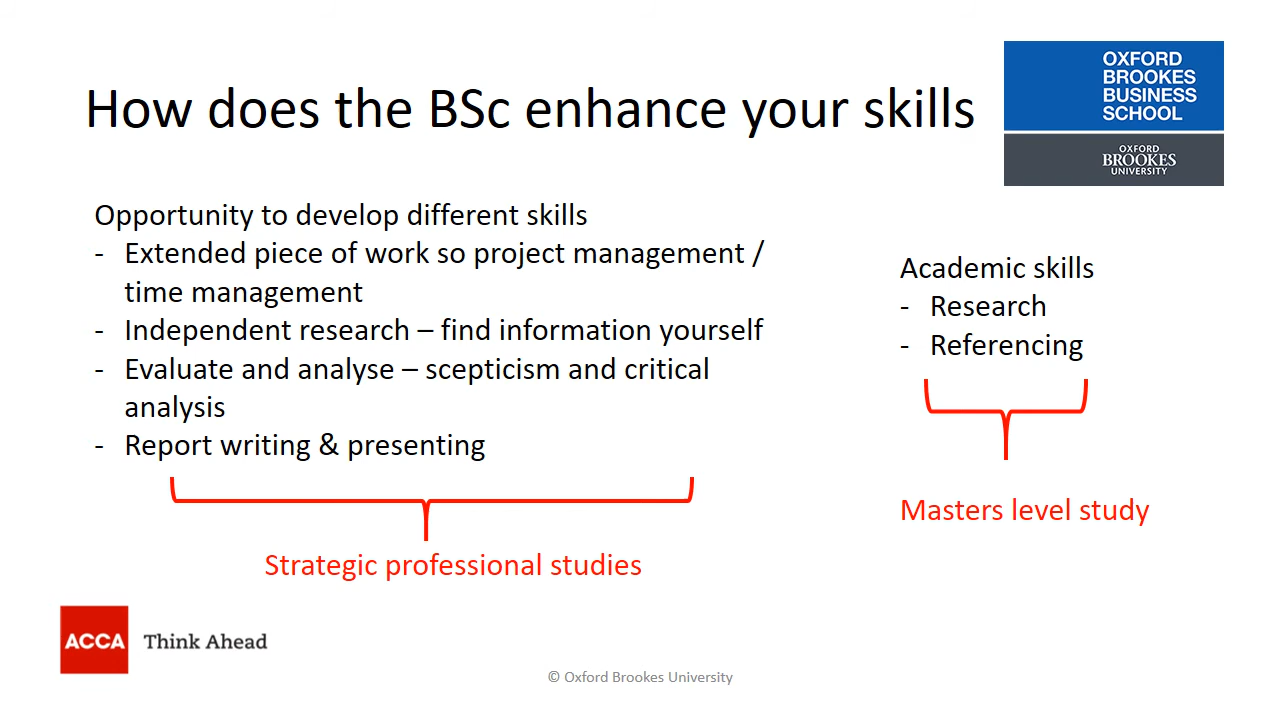 How does the BSc enhance your skills
OXFORD
BROOKES
BUSINESS
SCHOOL
OXFORD
BROOKES
UNIVERSITY
Opportunity to develop different skills
- Extended piece of work so project management /
time management
- Independent research – find information yourself
- Evaluate and analyse – scepticism and critical
analysis
- Report writing & presenting
Strategic professional studies
Academic skills
- Research
- Referencing
Masters level study
ACCA Think Ahead
© Oxford Brookes University